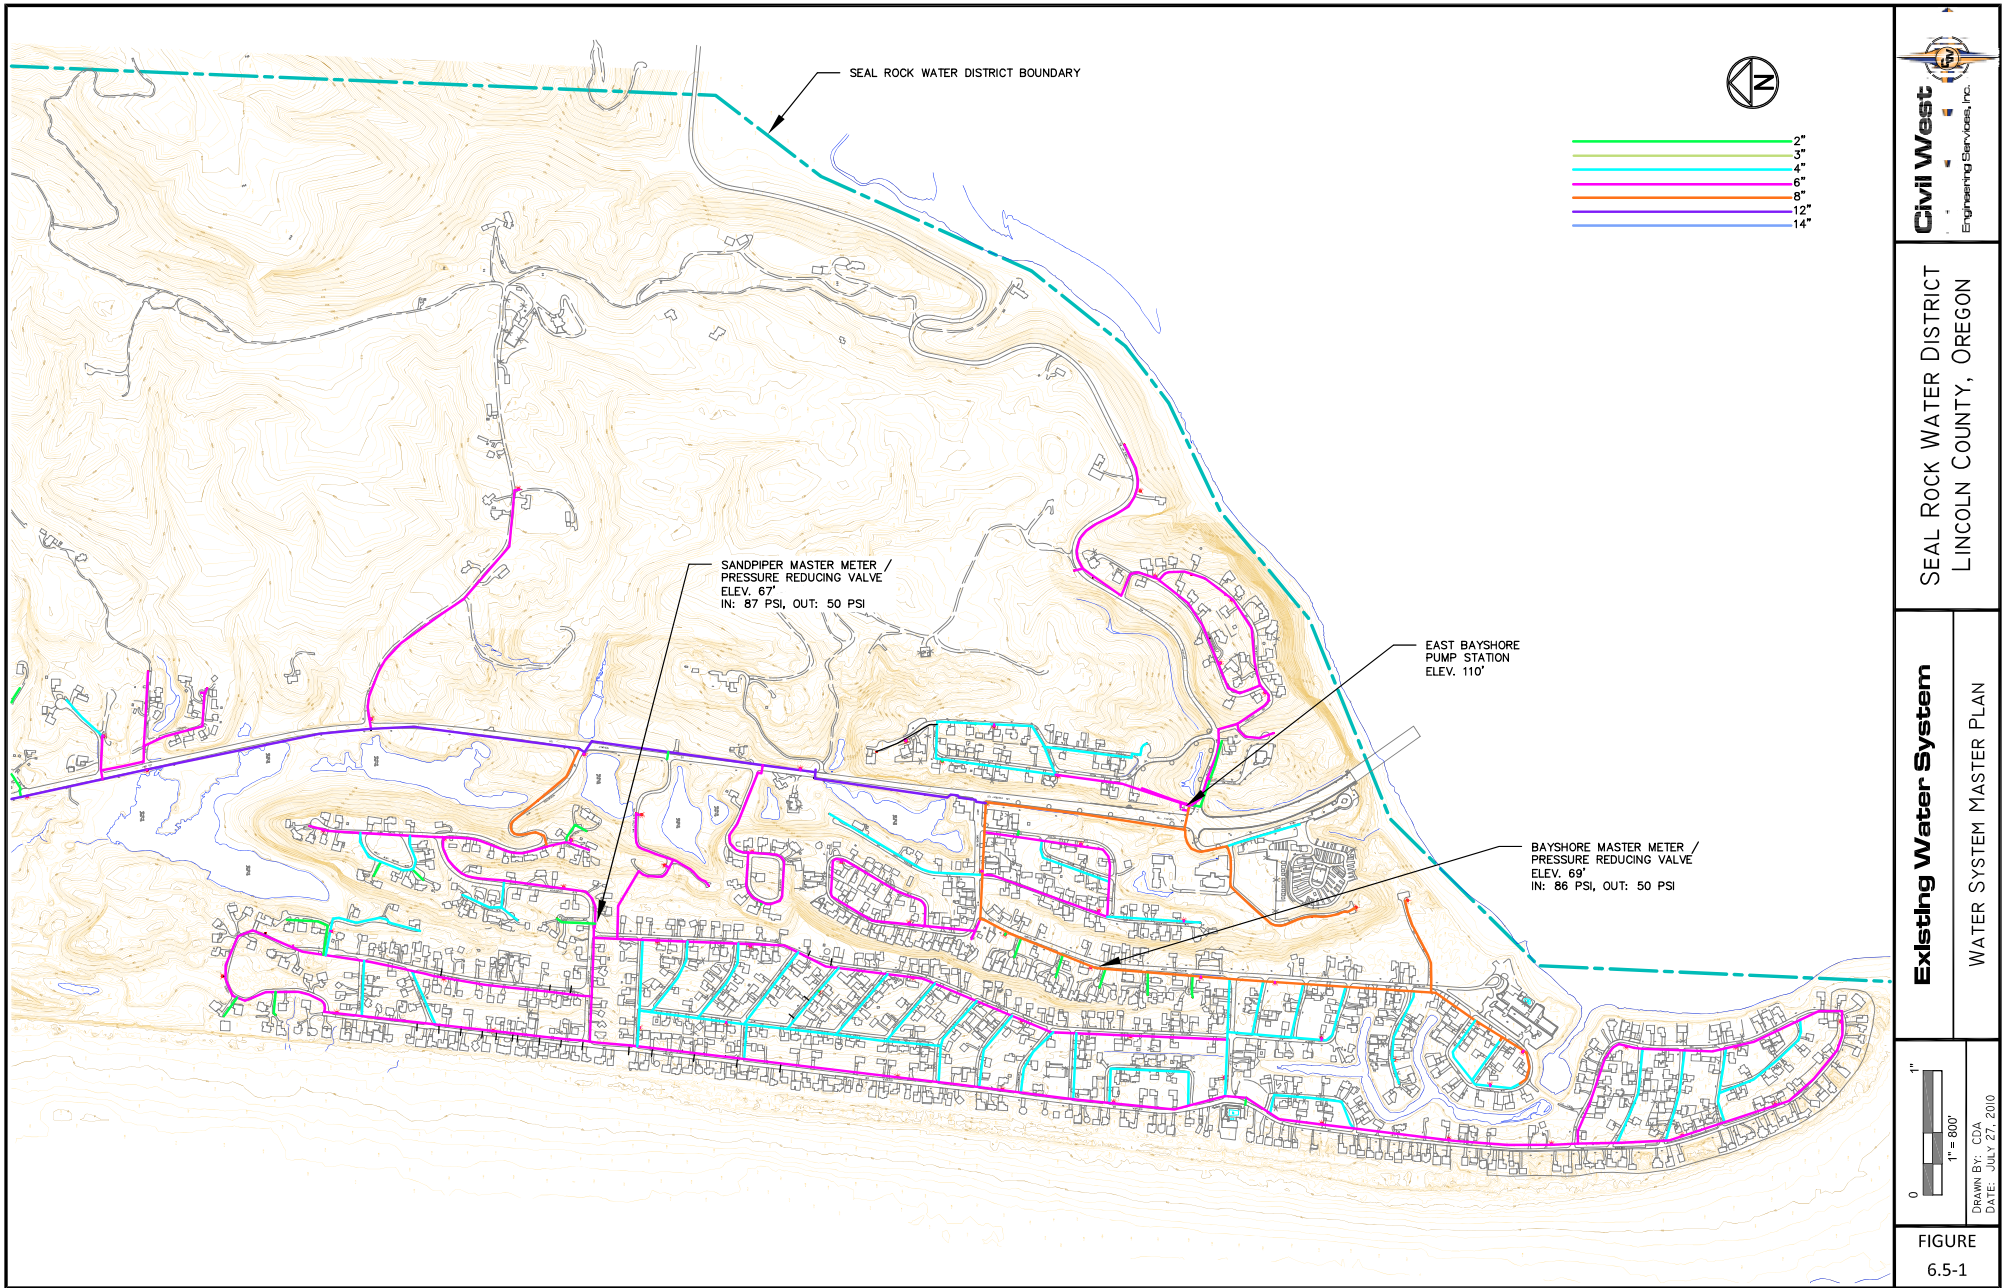 SEAL ROCK WATER DISTRICT BOUNDARY
N
2"
3"
4"
6"
8"
12"
14"
SANDPIPER MASTER METER /
PRESSURE REDUCING VALVE
ELEV. 67'
IN: 87 PSI, OUT: 50 PSI
EAST BAYSHORE
PUMP STATION
ELEV. 110'
BAYSHORE MASTER METER /
PRESSURE REDUCING VALVE
ELEV. 69'
IN: 86 PSI, OUT: 50 PSI
Civil West
Engineering Services, Inc.
SEAL ROCK WATER DISTRICT
LINCOLN COUNTY, OREGON
Existing Water System
WATER SYSTEM MASTER PLAN
0
1"
1" = 800'
DRAWN BY: CDA
DATE: JULY 27, 2010
FIGURE
6.5-1